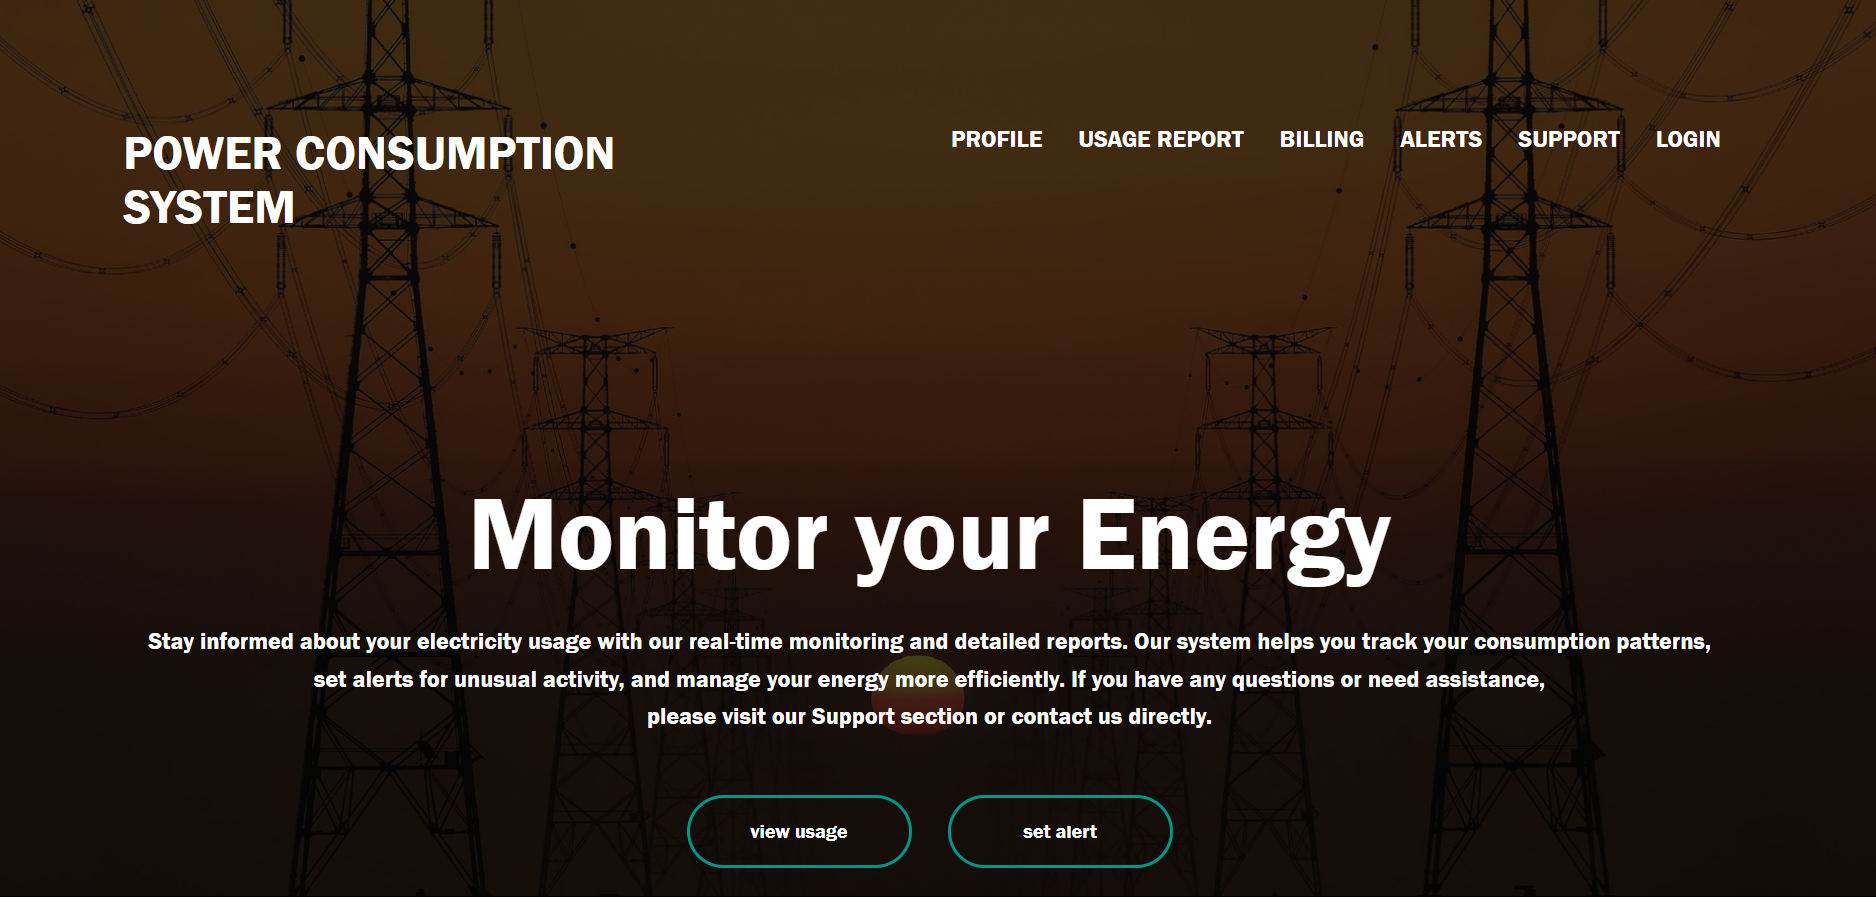 POWER CONSUMPTION
SYSTEM
PROFILE USAGE REPORT BILLING ALERTS SUPPORT LOGIN
Monitor your Energy
Stay informed about your electricity usage with our real-time monitoring and detailed reports. Our system helps you track your consumption patterns,
set alerts for unusual activity, and manage your energy more efficiently. If you have any questions or need assistance,
please visit our Support section or contact us directly.
view usage set alert